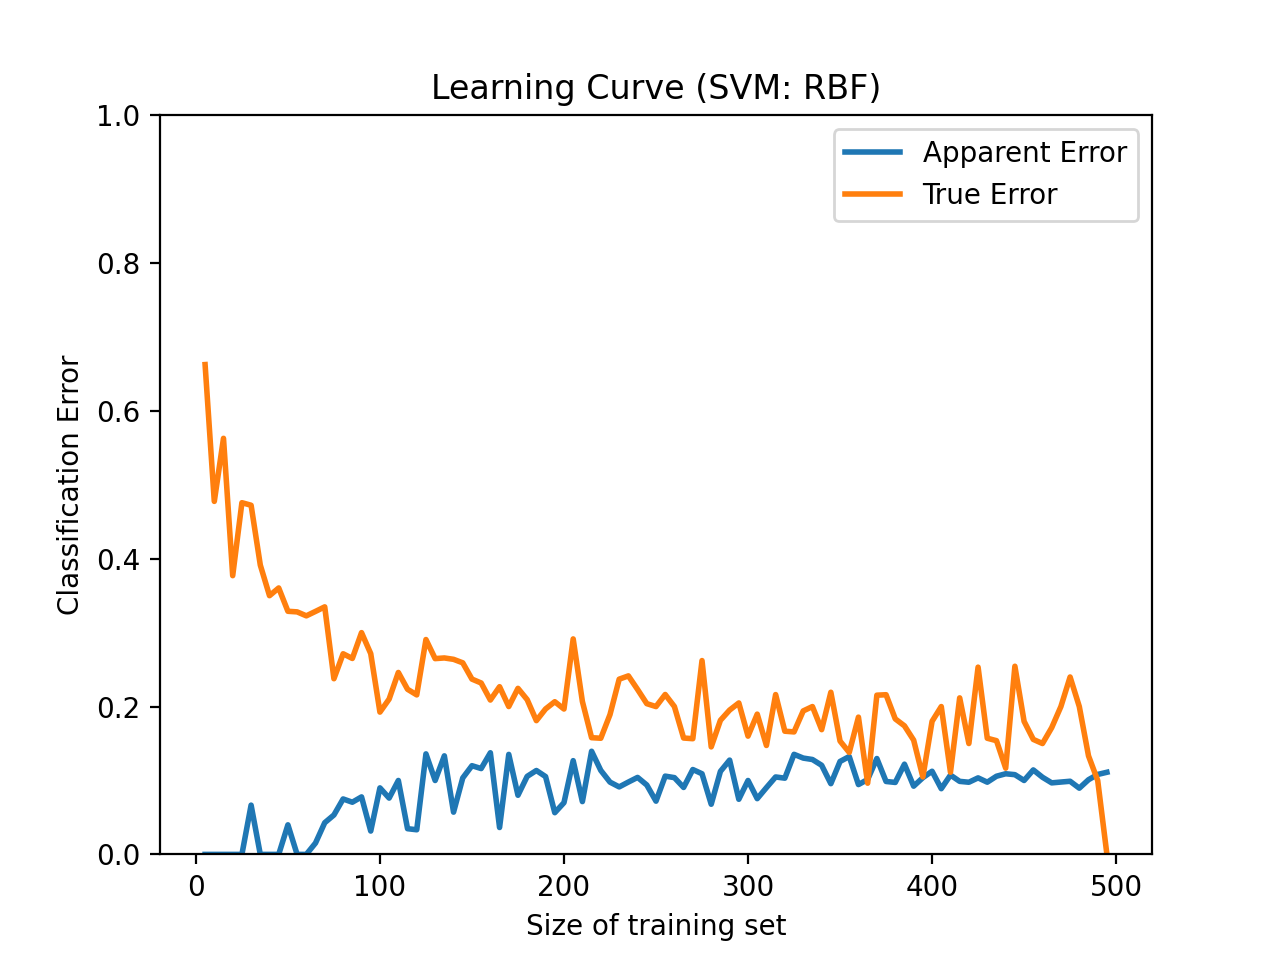 Learning Curve (SVM: RBF)
Apparent Error
True Error
Classification Error
1.0
0.8
0.6
0.4
0.2
0.0
0 100 200 300 400 500
Size of training set